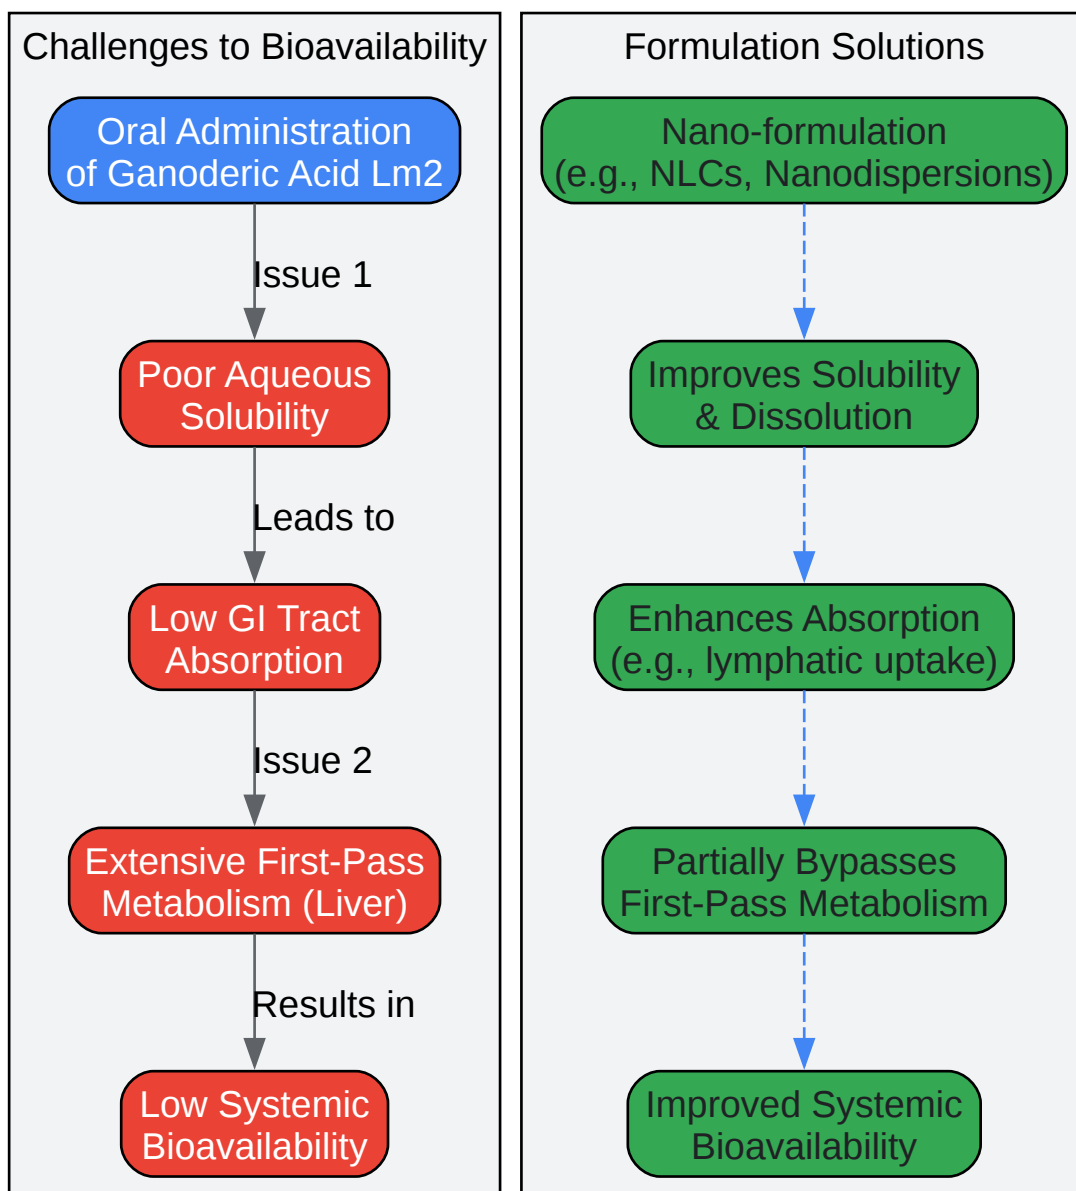 Challenges to Bioavailability
Oral Administration
of Ganoderic Acid Lm2
Issue 1
Poor Aqueous
Solubility
Leads to
Low GI Tract
Absorption
Issue 2
Extensive First-Pass
Metabolism (Liver)
Results in
Low Systemic
Bioavailability
Formulation Solutions
Nano-formulation
(e.g., NLCs, Nanodispersions)
Improves Solubility
& Dissolution
Enhances Absorption
(e.g., lymphatic uptake)
Partially Bypasses
First-Pass Metabolism
Improved Systemic
Bioavailability